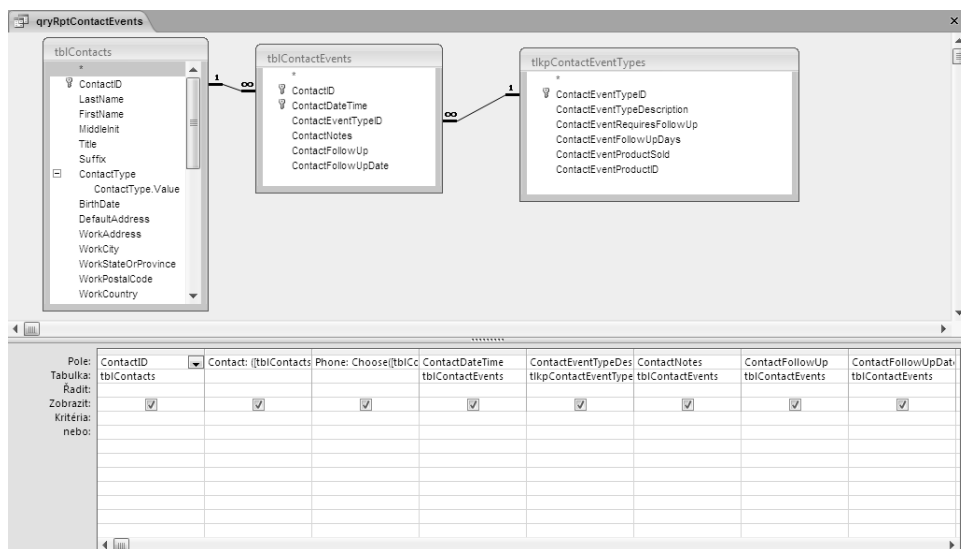 qryRptContactEvents
tblContacts
*
ContactID
LastName
FirstName
MiddleInit
Title
Suffix
ContactType
ContactType.Value
BirthDate
DefaultAddress
WorkAddress
WorkCity
WorkStateOrProvince
WorkPostalCode
WorkCountry
1
∞
tblContactEvents
*
ContactID
ContactDateTime
ContactEventTypeID
ContactNotes
ContactFollowUp
ContactFollowUpDate
∞
1
tlkpContactEventTypes
*
ContactEventTypeID
ContactEventTypeDescription
ContactEventRequiresFollowUp
ContactEventFollowUpDays
ContactEventProductSold
ContactEventProductID
Pole: ContactID Contact: ([tblContacts Phone: Choose([tblCc ContactDateTime ContactEventTypeDes ContactNotes ContactFollowUp ContactFollowUpDat
Tabulka: tblContacts tblContactEvents tlkpContactEventType tblContactEvents tblContactEvents tblContactEvents
Řadit:
Zobrazit:
Kritéria:
nebo: